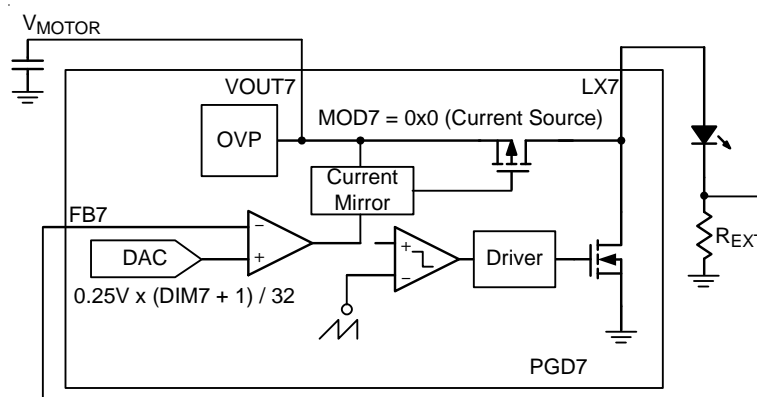 VMOTOR
VOUT7
LX7
MOD7 = 0x0 (Current Source)
OVP
Current
Mirror
FB7
−
+
DAC
+
−
Driver
REXT
0.25V x (DIM7 + 1) / 32
PGD7